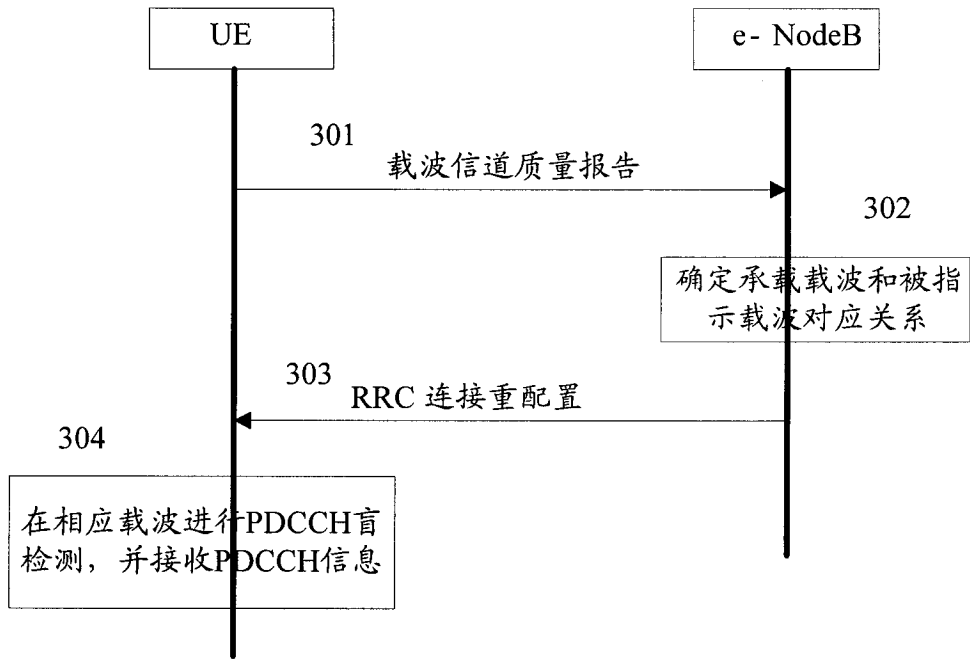 UE
e- NodeB
301
载波信道质量报告
302
确定承载载波和被指
示载波对应关系
303
RRC 连接重配置
304
在相应载波进行PDCCH盲
检测，并接收PDCCH信息